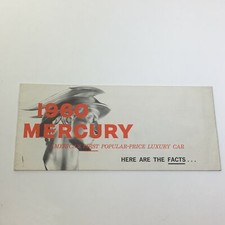 1960
MERCURY
POPULAR-PRICE LUXURY CAR
HERE ARE THE FACTS...